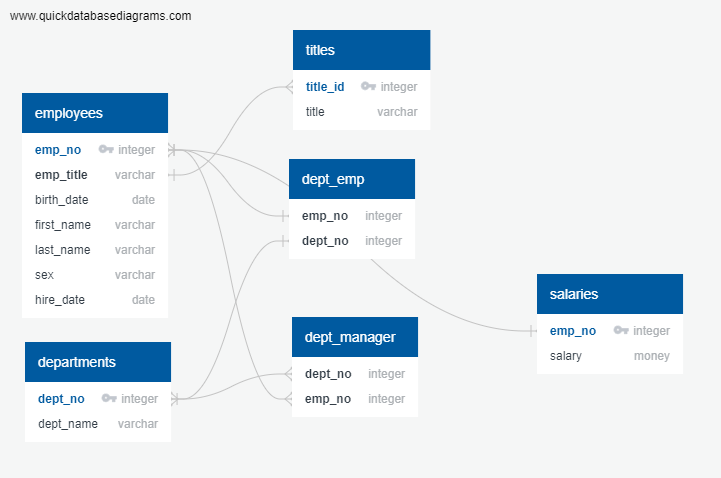 www.quickdatabasediagrams.com
titles
title_id integer
title varchar
employees
emp_no integer
emp_title varchar
birth_date date
first_name varchar
last_name varchar
sex varchar
hire_date date
dept_emp
emp_no integer
dept_no integer
salaries
emp_no integer
salary money
dept_manager
dept_no integer
emp_no integer
departments
dept_no integer
dept_name varchar